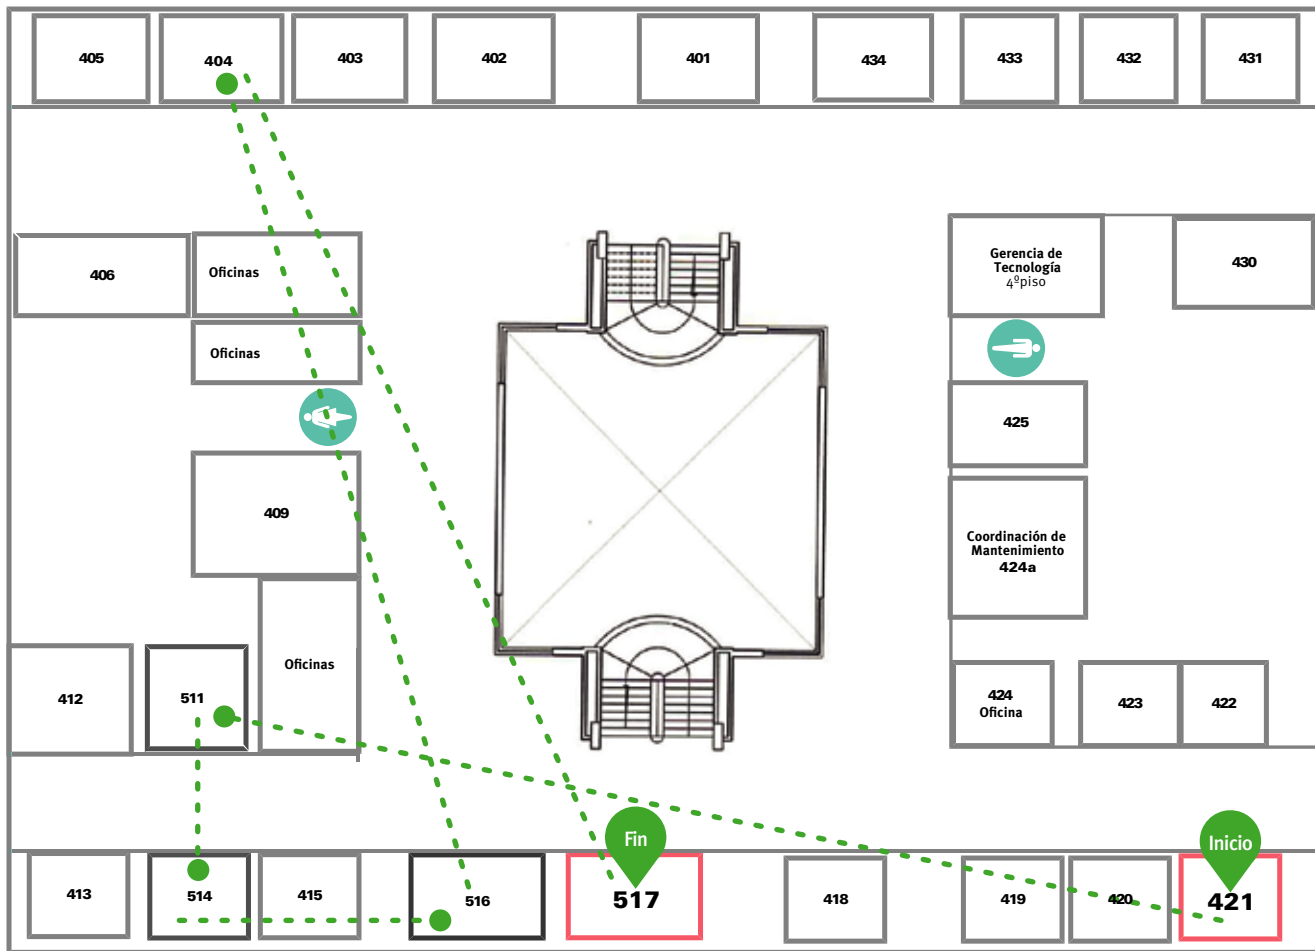 405
404
403
402
401
434
433
432
431
406
Oficinas
Gerencia de
Tecnología
4ºpiso
430
Oficinas
425
409
Coordinación de
Mantenimiento
424a
412
511
Oficinas
424
Oficina
423
422
Fin
Inicio
413
514
415
516
517
418
419
420
421